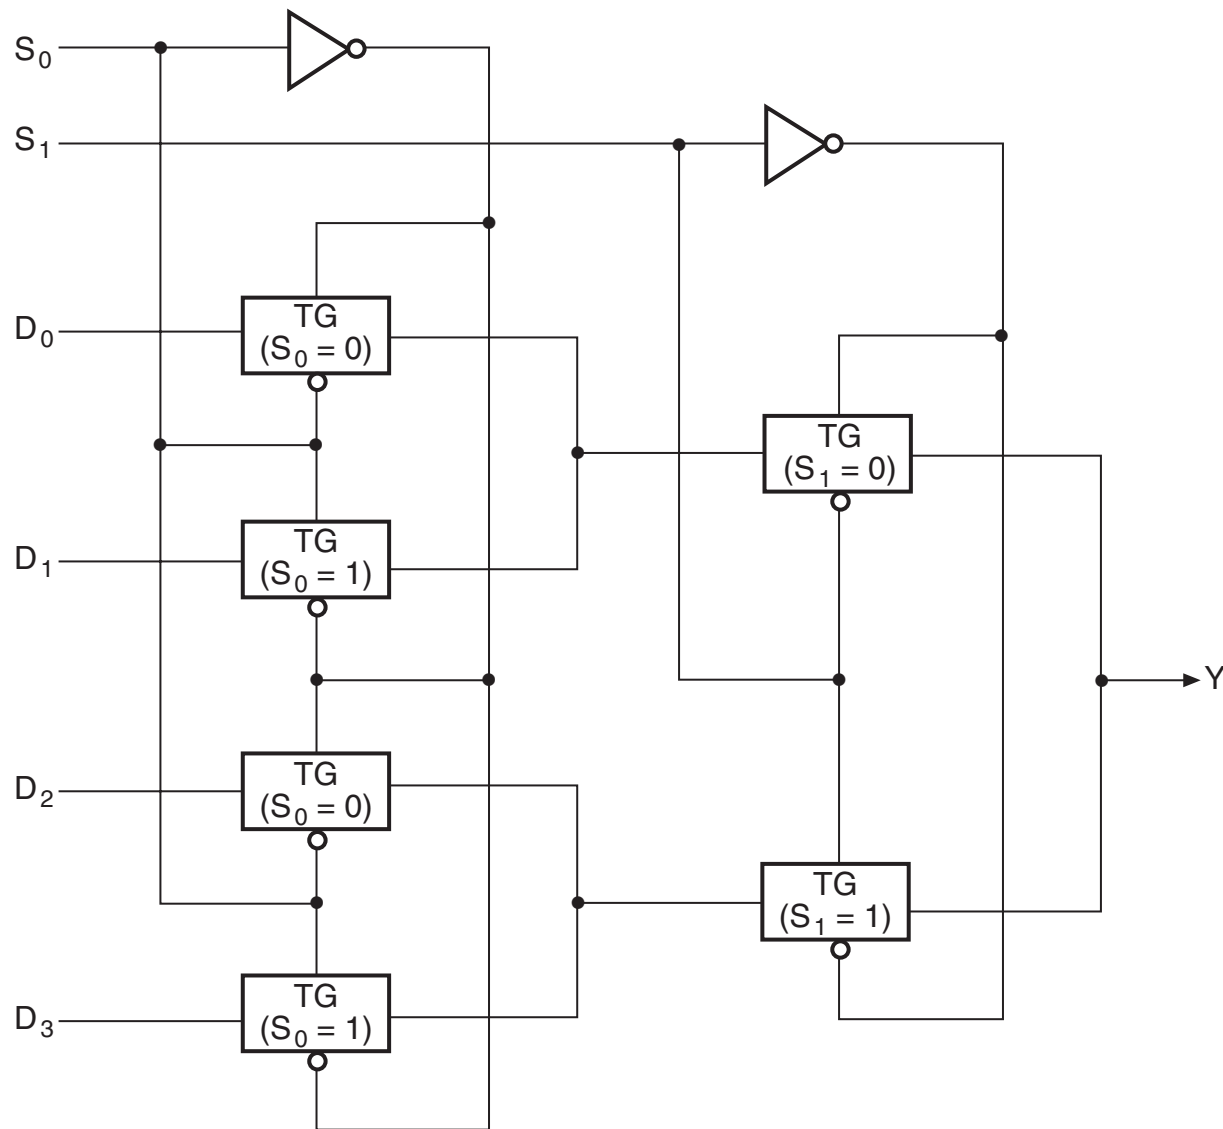 S0
S1
TG
(S0 = 0)
D0
TG
(S1 = 0)
TG
(S0 = 1)
D1
Y
TG
(S0 = 0)
D2
TG
(S1 = 1)
TG
(S0 = 1)
D3